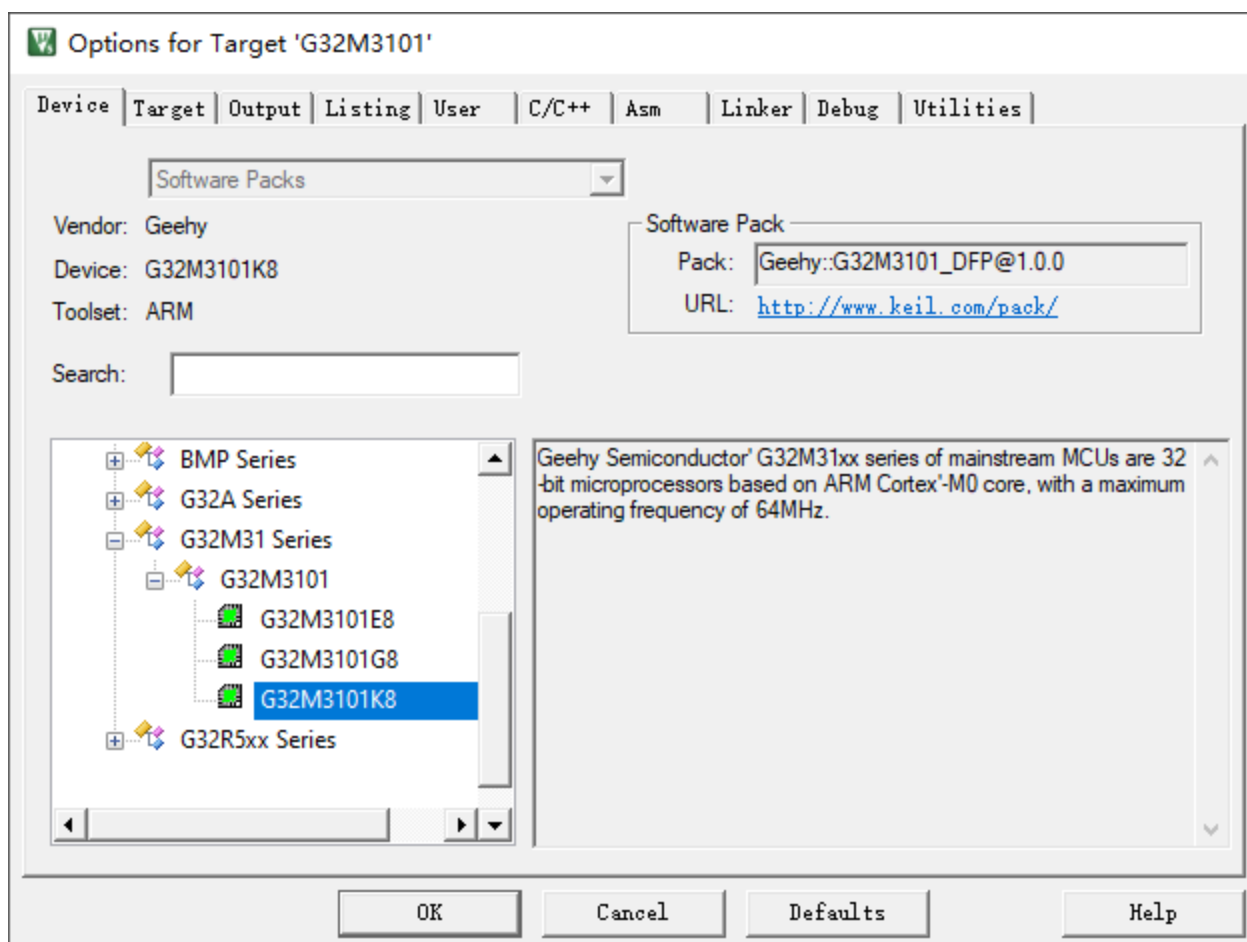 Options for Target 'G32M3101'
Device Target Output Listing User C/C++ Asm Linker Debug Utilities
Software Packs
Vendor: Geehy
Device: G32M3101K8
Toolset: ARM
Software Pack
Pack: Geehy::G32M3101_DFP@1.0.0
URL: http://www.keil.com/pack/
Search:
BMP Series
G32A Series
G32M31 Series
G32M3101
G32M3101E8
G32M3101G8
G32M3101K8
G32R5xx Series
Geehy Semiconductor' G32M31xx series of mainstream MCUs are 32
-bit microprocessors based on ARM Cortex'-M0 core, with a maximum
operating frequency of 64MHz.
OK Cancel Defaults Help